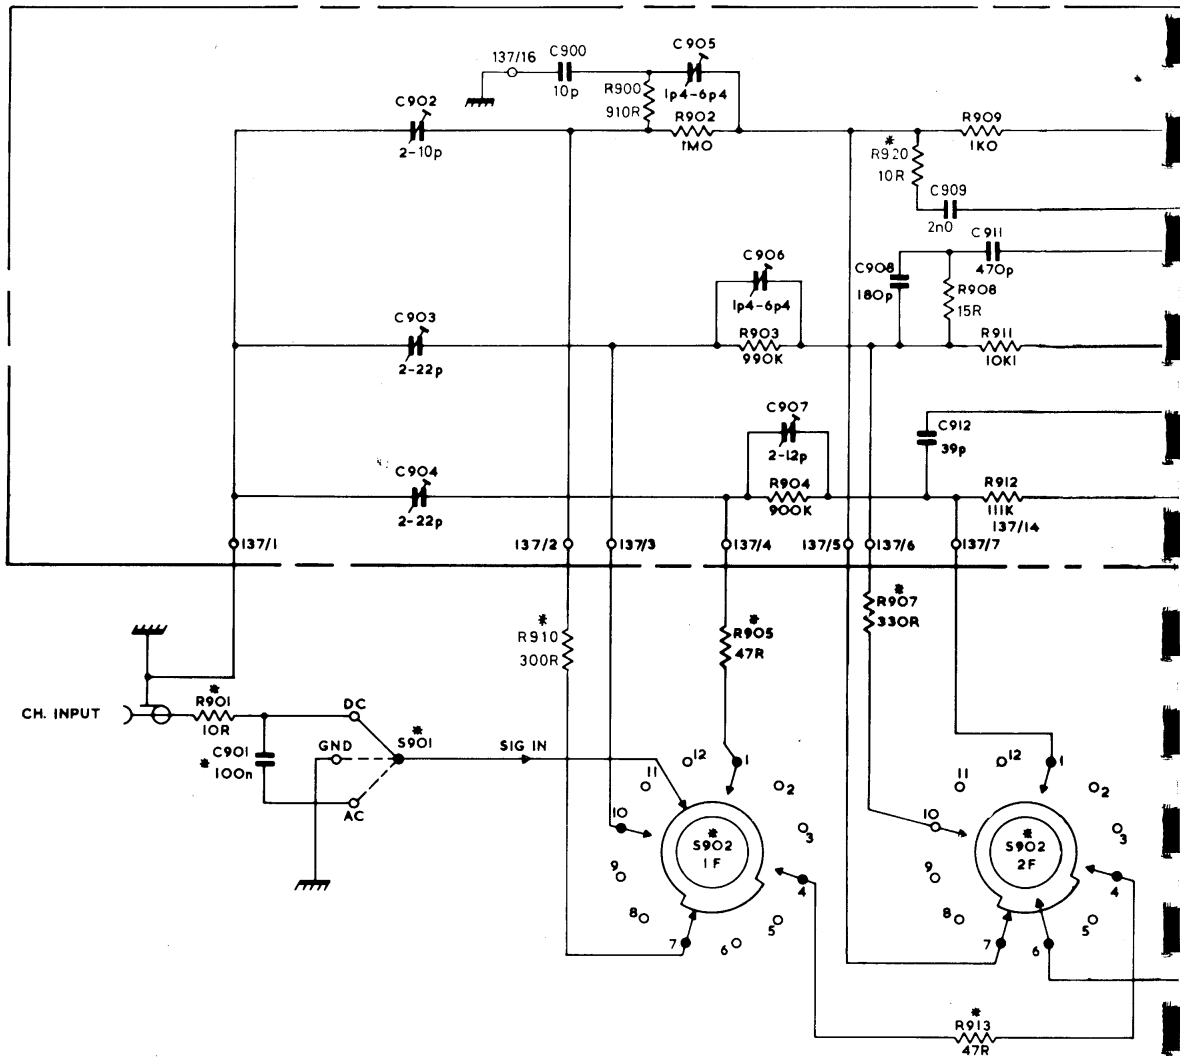 C905
137/16
C900
10p
R900
910R
1p4-6p4
C902
2-10p
R902
1M0
R909
1K0
*
R920
10R
C909
2n0
C911
470p
C906
C908
180p
1p4-6p4
R908
15R
C903
2-22p
R903
990K
R911
10K1
C907
2-12p
C912
39p
C904
2-22p
R904
900K
R912
111K
137/14
137/1
137/2
137/3
137/4
137/5
137/6
137/7
*
R907
330R
*
R910
300R
*
R905
47R
CH. INPUT
*
R901
10R
DC
*
S901
GND
* C901
100n
AC
SIG IN
12
1
11
2
10
3
*
S902
1F
9
4
8
5
7
6
12
1
11
2
10
3
*
S902
2F
9
4
8
5
7
6
*
R913
47R